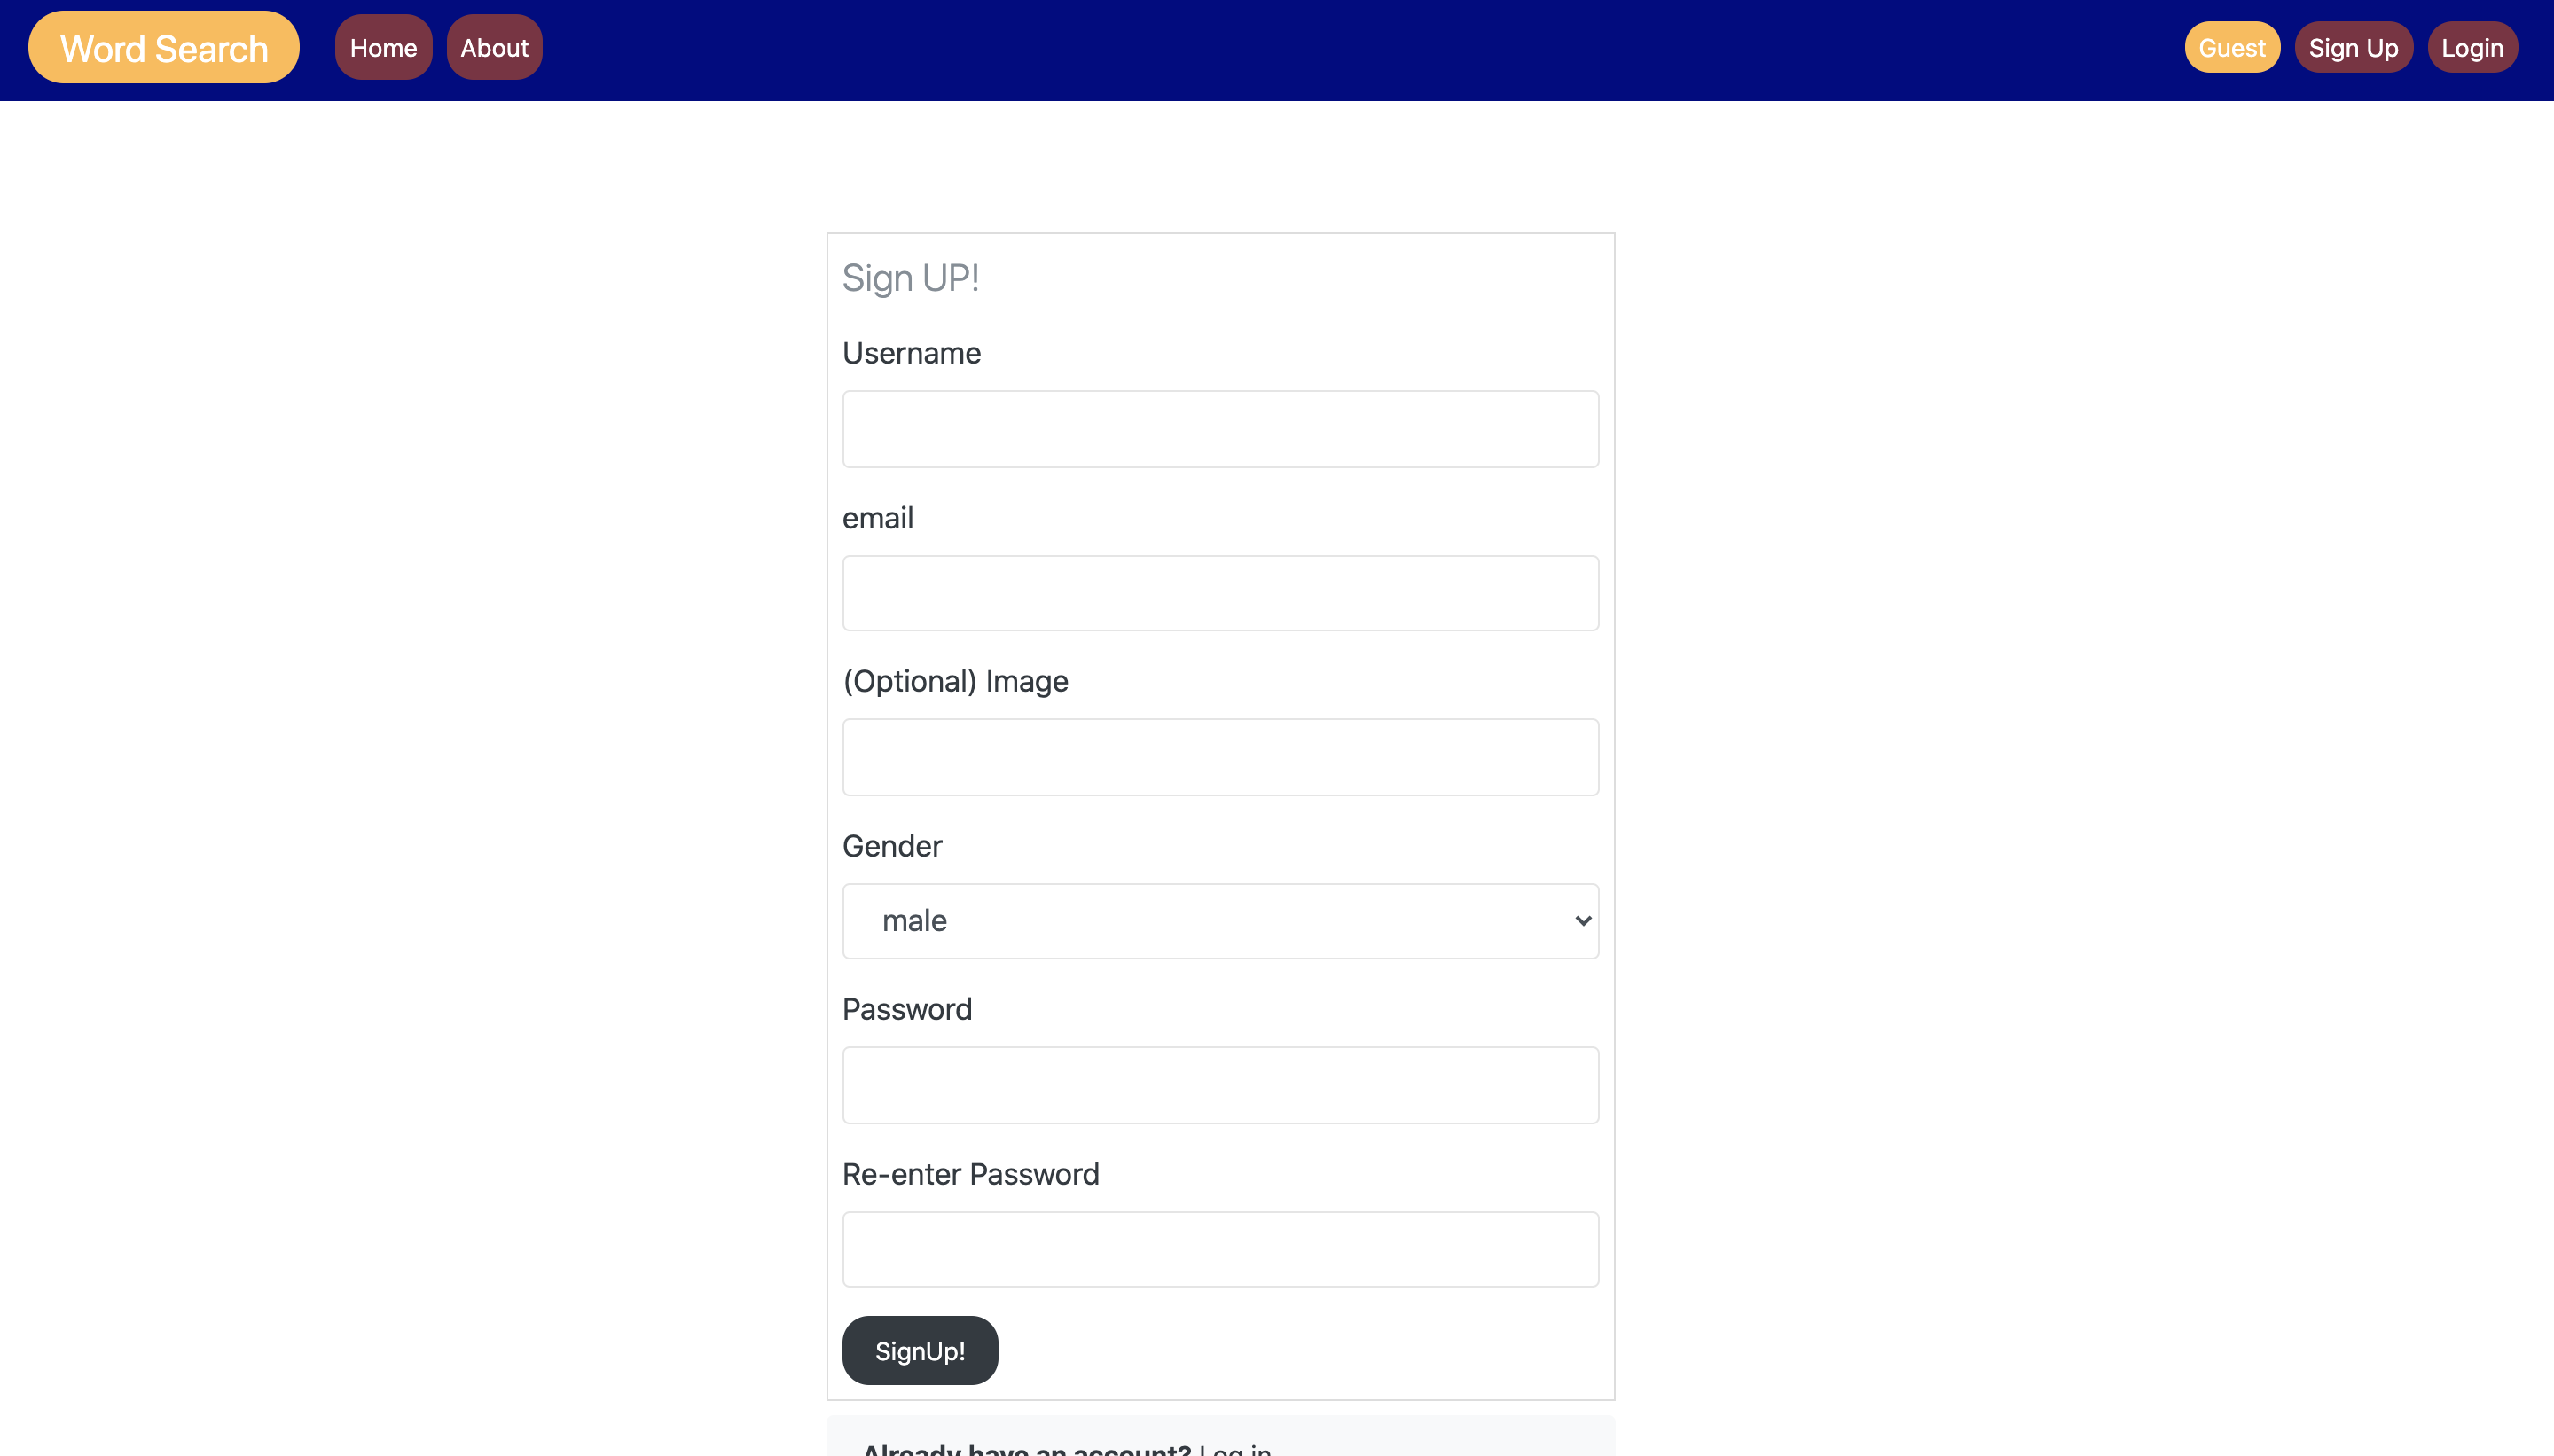 Word Search Home About Guest Sign Up Login
Sign UP!
Username
email
(Optional) Image
Gender
male
Password
Re-enter Password
SignUp!
Already have an account? Log in